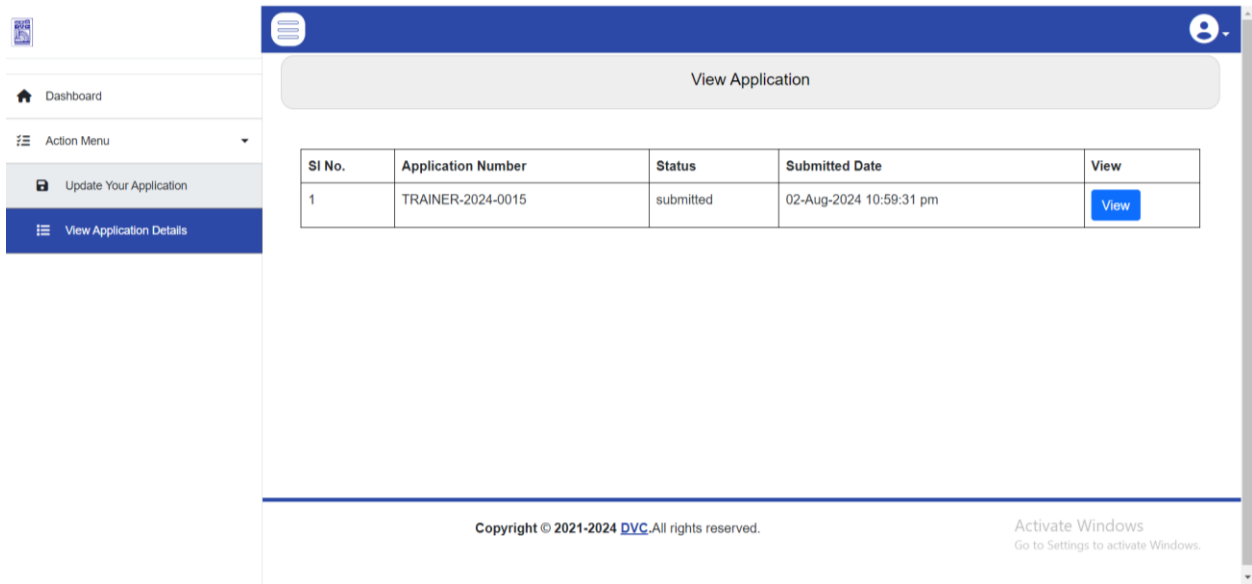 View Application
Dashboard
Action Menu
Update Your Application
View Application Details
SI No. Application Number Status Submitted Date View
1 TRAINER-2024-0015 submitted 02-Aug-2024 10:59:31 pm View
Copyright © 2021-2024 DVC.All rights reserved.
Activate Windows
Go to Settings to activate Windows.